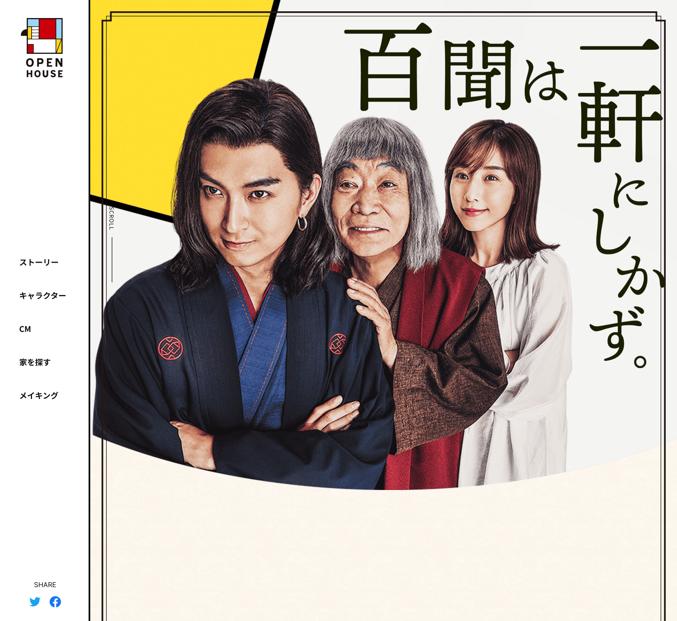 OPEN
HOUSE
ストーリー
キャラクター
CM
家を探す
メイキング
SHARE
SCROLL
百聞は
一軒にしかず。